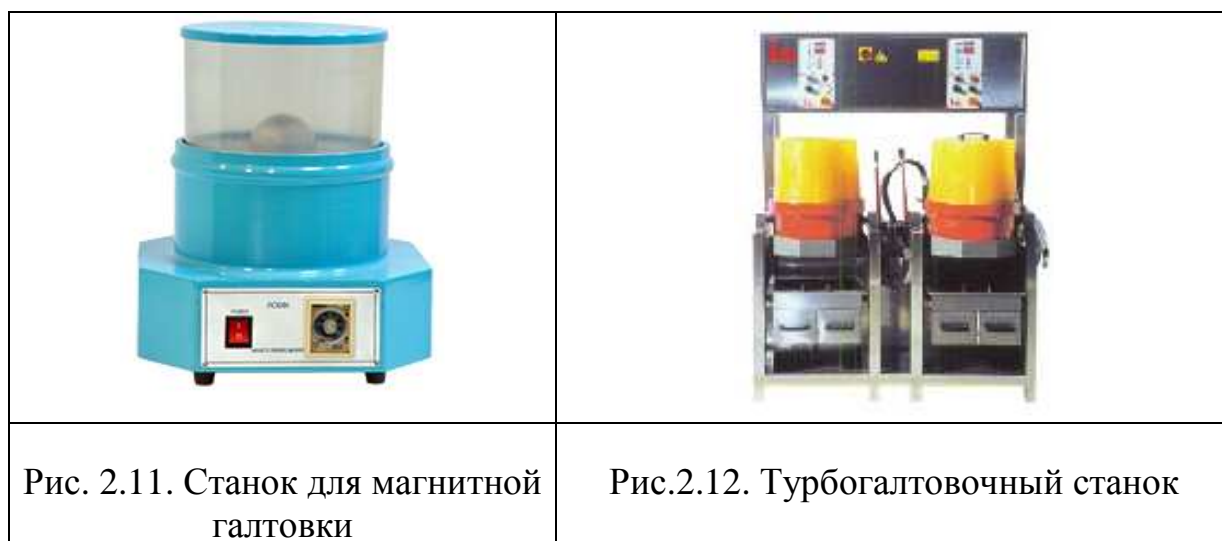 Рис. 2.11. Станок для магнитной
галтовки
Рис.2.12. Турбогалтовочный станок